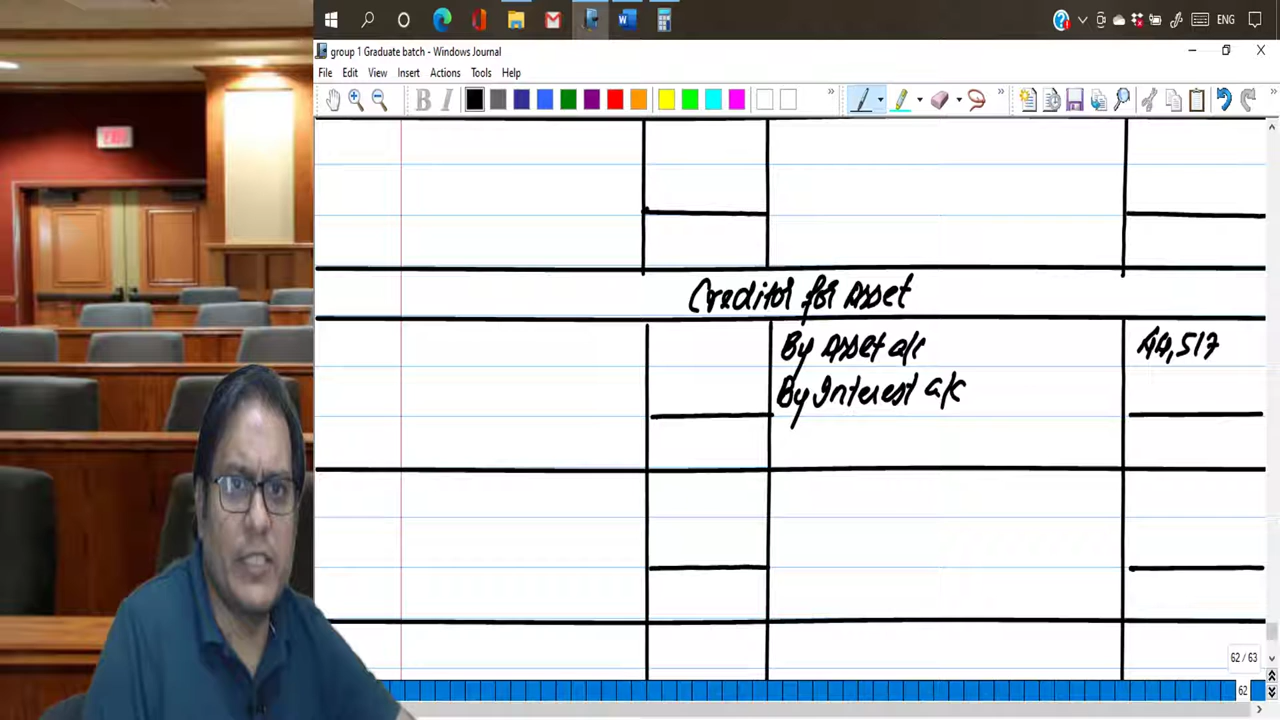 ENG
group 1 Graduate batch - Windows Journal
File Edit View Insert Actions Tools Help
B I
Creditor for Asset
By Asset a/c 44,517
By Interest a/c
62 / 63
62